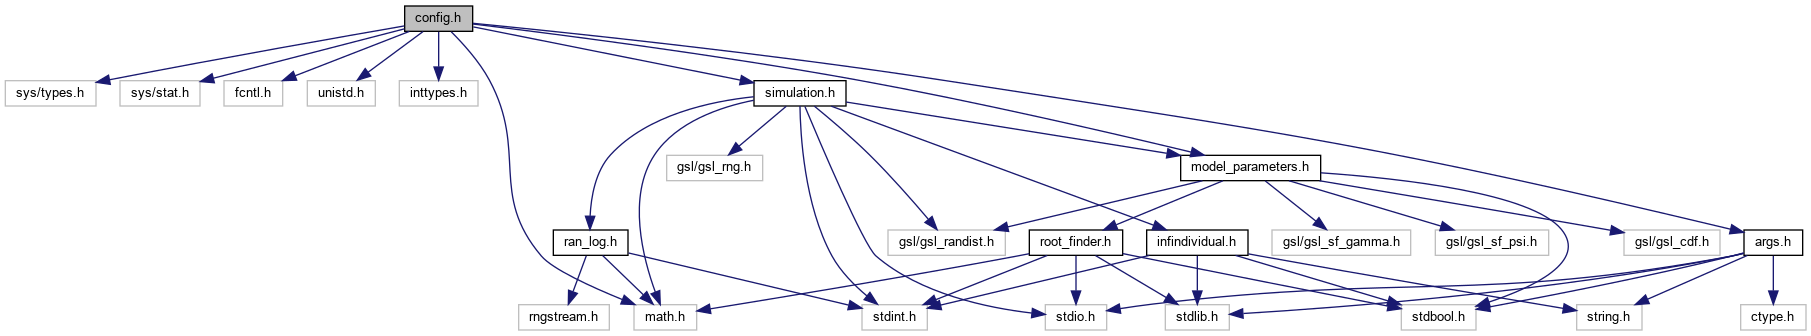 config.h
sys/types.h
sys/stat.h
fcntl.h
unistd.h
inttypes.h
simulation.h
gsl/gsl_rng.h
model_parameters.h
ran_log.h
gsl/gsl_randist.h
root_finder.h
infindividual.h
gsl/gsl_sf_gamma.h
gsl/gsl_sf_psi.h
gsl/gsl_cdf.h
args.h
rngstream.h
math.h
stdint.h
stdio.h
stdlib.h
stdbool.h
string.h
ctype.h